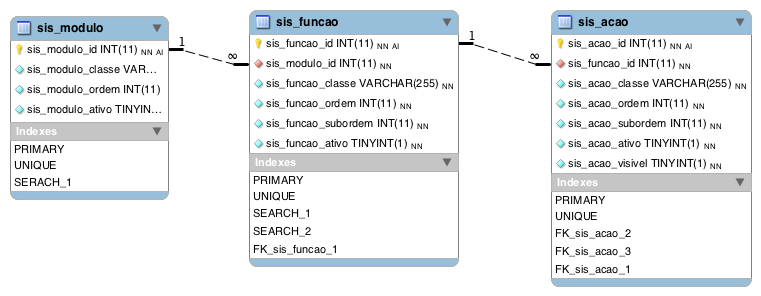 sis_modulo
sis_modulo_id INT(11) NN AI
sis_modulo_classe VAR...
sis_modulo_ordem INT(11)
sis_modulo_ativo TINYIN...
Indexes
PRIMARY
UNIQUE
SERACH_1
1
∞
sis_funcao
sis_funcao_id INT(11) NN AI
sis_modulo_id INT(11) NN
sis_funcao_classe VARCHAR(255) NN
sis_funcao_ordem INT(11) NN
sis_funcao_subordem INT(11) NN
sis_funcao_ativo TINYINT(1) NN
Indexes
PRIMARY
UNIQUE
SEARCH_1
SEARCH_2
FK_sis_funcao_1
1
∞
sis_acao
sis_acao_id INT(11) NN AI
sis_funcao_id INT(11) NN
sis_acao_classe VARCHAR(255) NN
sis_acao_ordem INT(11) NN
sis_acao_subordem INT(11) NN
sis_acao_ativo TINYINT(1) NN
sis_acao_visivel TINYINT(1) NN
Indexes
PRIMARY
UNIQUE
FK_sis_acao_2
FK_sis_acao_3
FK_sis_acao_1